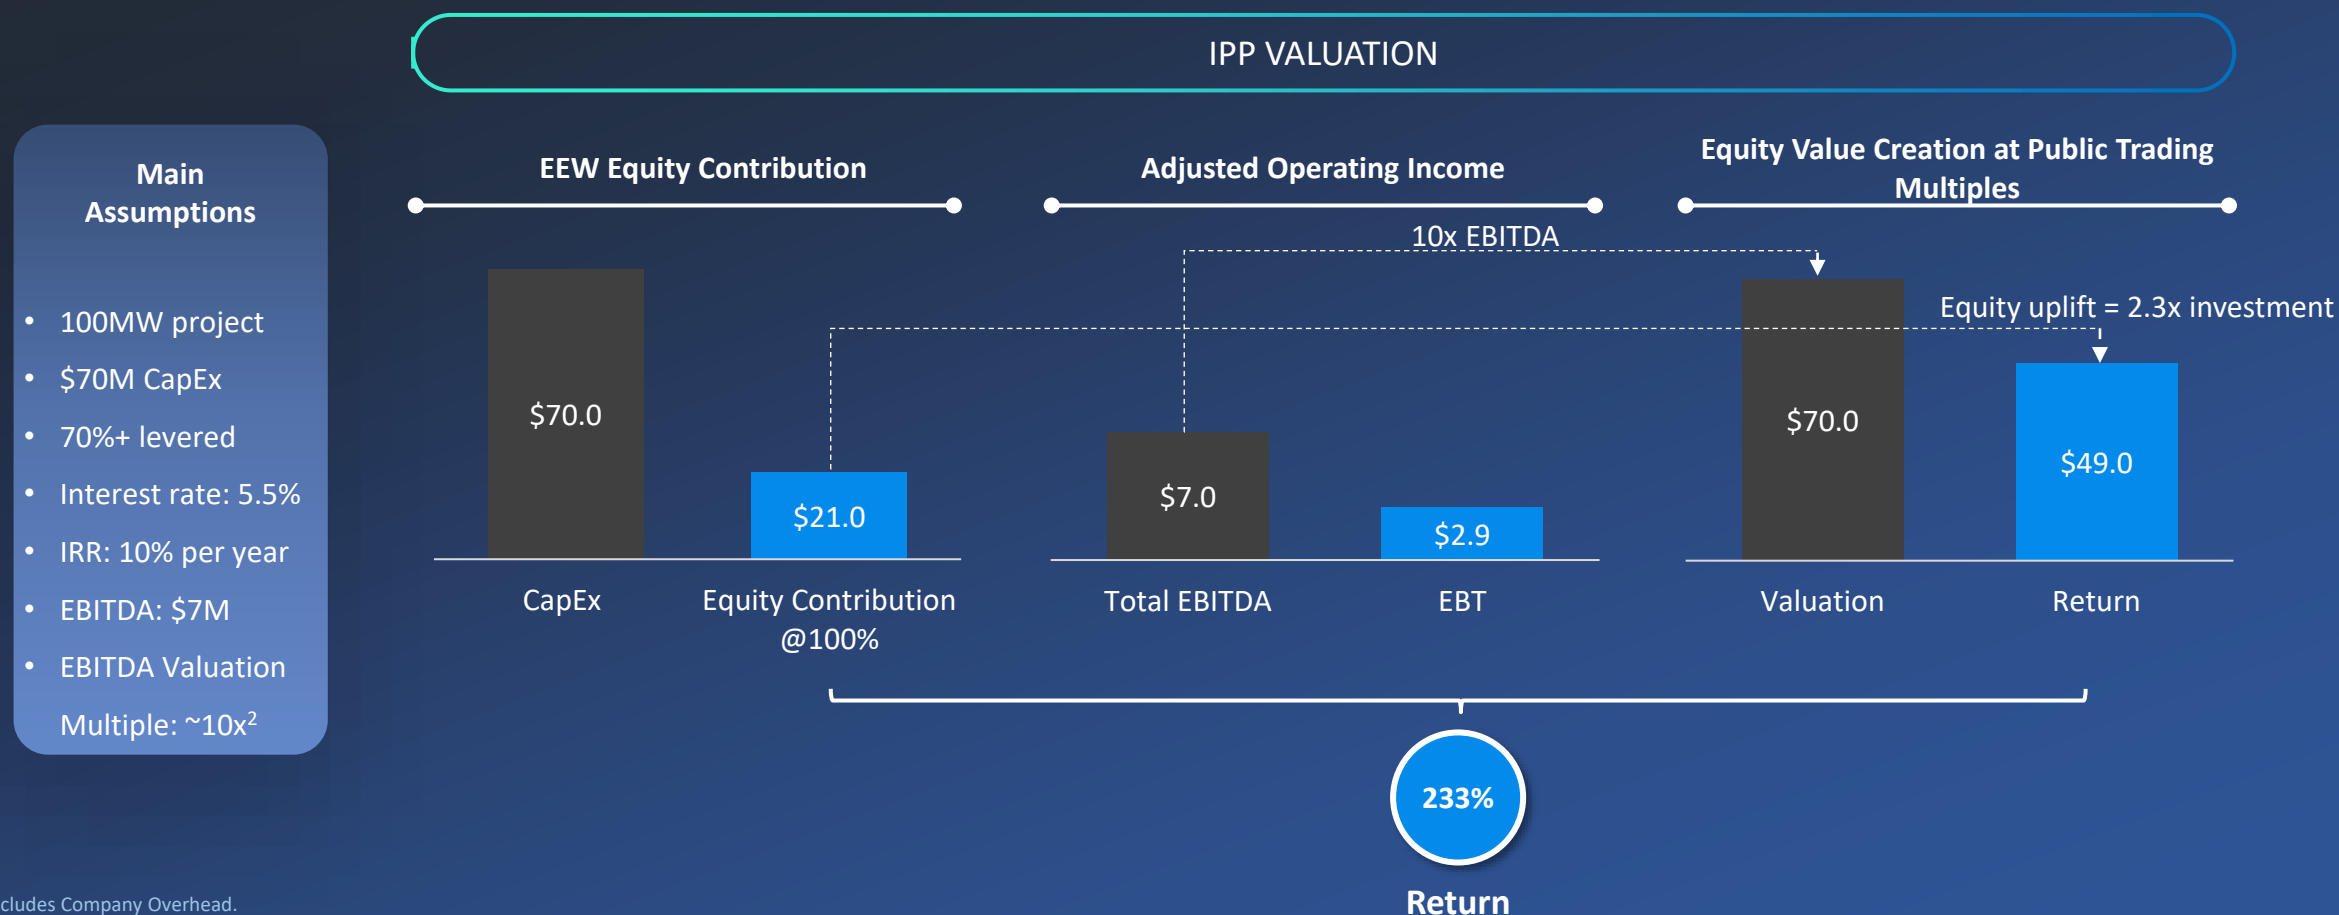 IPP VALUATION
Main
Assumptions
• 100MW project
• $70M CapEx
• 70%+ levered
• Interest rate: 5.5%
• IRR: 10% per year
• EBITDA: $7M
• EBITDA Valuation
Multiple: ~10x²
EEW Equity Contribution
$70.0
$21.0
CapEx
Equity Contribution
@100%
Adjusted Operating Income
10x EBITDA
$7.0
$2.9
Total EBITDA
EBT
Equity Value Creation at Public Trading
Multiples
Equity uplift = 2.3x investment
$70.0
$49.0
Valuation
Return
233%
Return
cludes Company Overhead.